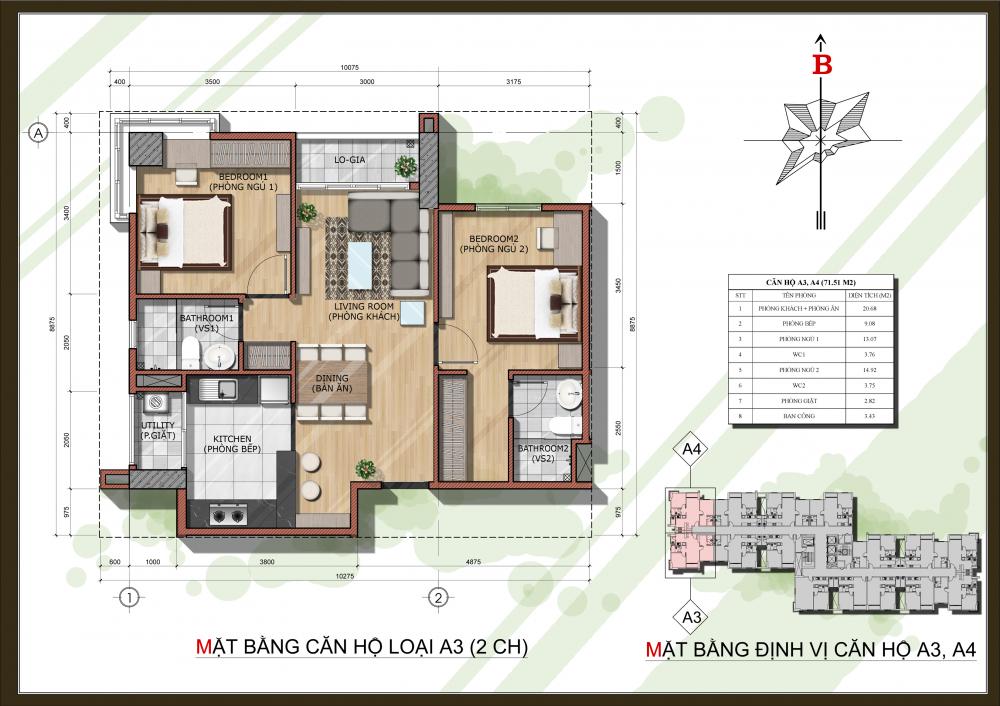 10075
400 3500 3000 3175
B
A
400
3400
2050
2050
975
8875
400
1500
3450
2550
975
8875
LO-GIA
BEDROOM1
(PHÒNG NGỦ 1)
BEDROOM2
(PHÒNG NGỦ 2)
LIVING ROOM
(PHÒNG KHÁCH)
BATHROOM1
(VS1)
DINING
(BÀN ĂN)
UTILITY
(P.GIẶT)
KITCHEN
(PHÒNG BẾP)
BATHROOM2
(VS2)
600 1000 3800 4875
10275
1 2
CĂN HỘ A3, A4 (71.51 M2)
STT TÊN PHÒNG DIỆN TÍCH (M2)
1 PHÒNG KHÁCH + PHÒNG ĂN 20.68
2 PHÒNG BẾP 9.08
3 PHÒNG NGỦ 1 13.07
4 WC1 3.76
5 PHÒNG NGỦ 2 14.92
6 WC2 3.75
7 PHÒNG GIẶT 2.82
8 BAN CÔNG 3.43
A4
A3
MẶT BẰNG CĂN HỘ LOẠI A3 (2 CH)
MẶT BẰNG ĐỊNH VỊ CĂN HỘ A3, A4